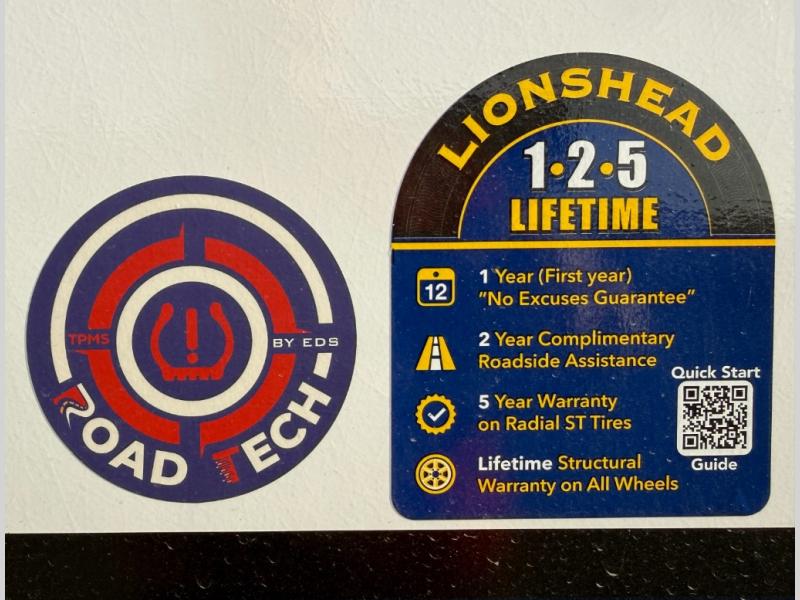 TPMS
BY EDS
ROAD TECH
LIONSHEAD
1•2•5
LIFETIME
12
1 Year (First year)
"No Excuses Guarantee"
2 Year Complimentary
Roadside Assistance
5 Year Warranty
on Radial ST Tires
Lifetime Structural
Warranty on All Wheels
Quick Start
Guide